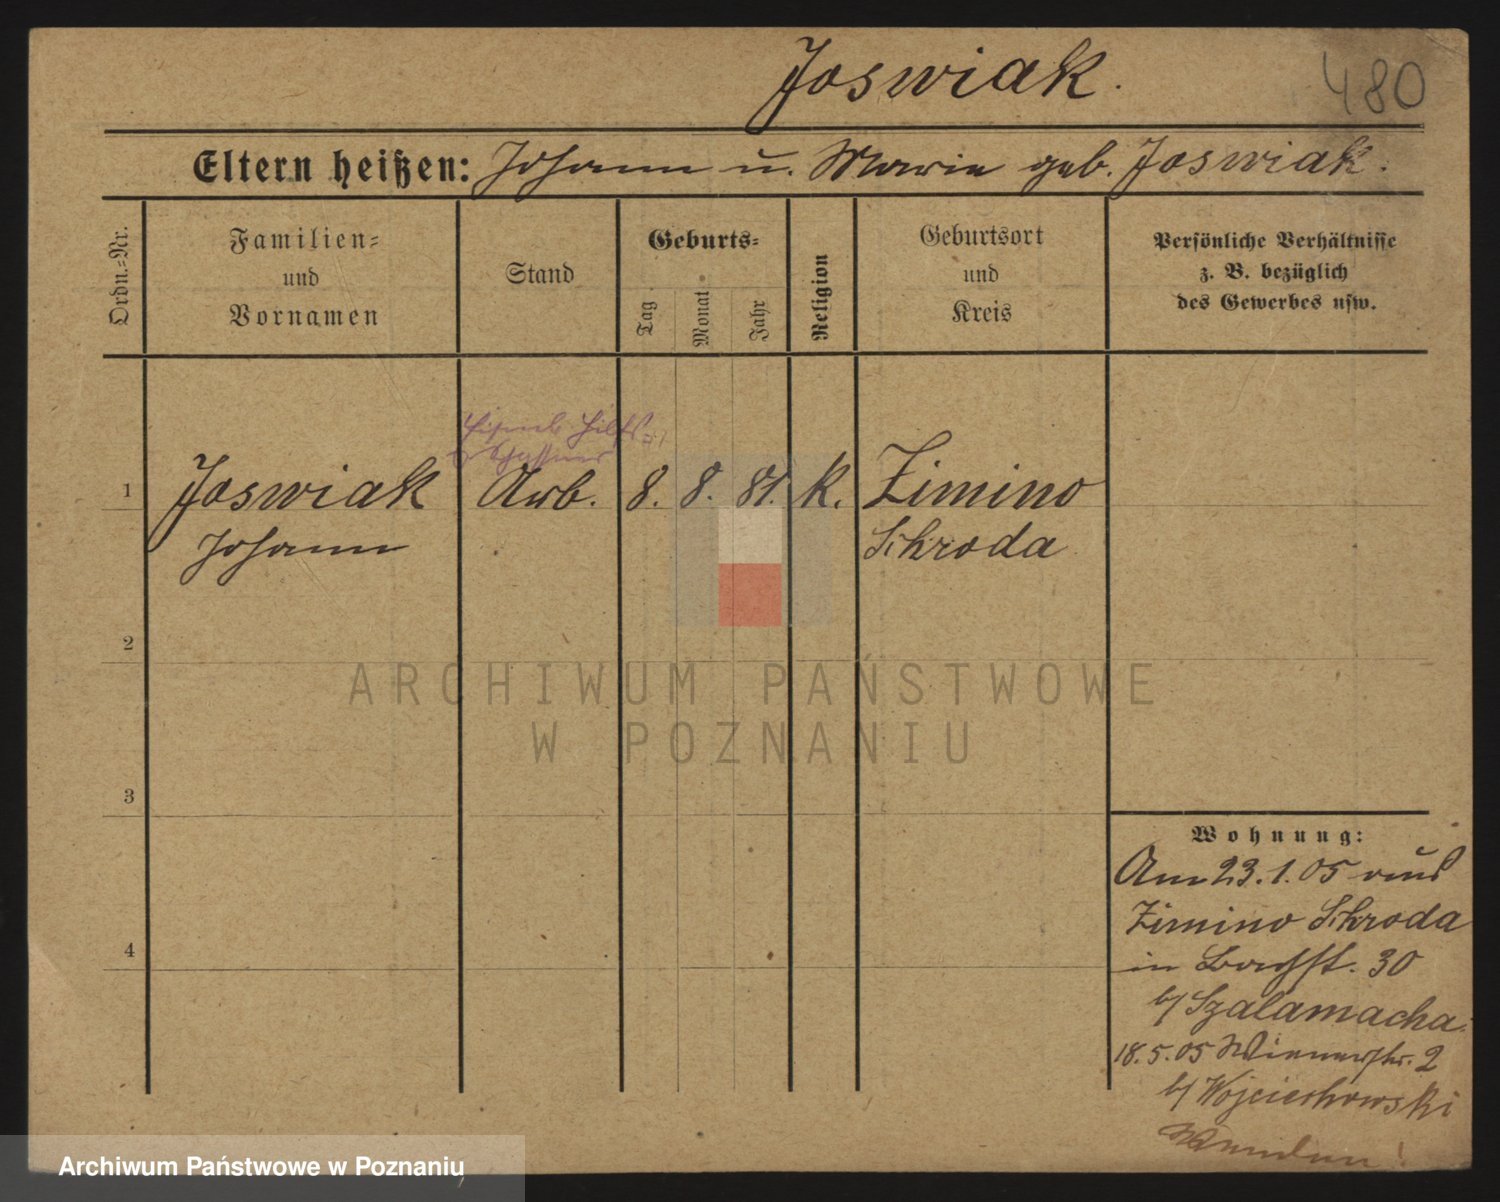 Joswiak.
480
Eltern heißen: Johann u. Marie geb. Joswiak.
Ordn.-Nr.
Familien-
und
Vornamen
Stand
Geburts-
Tag
Monat
Jahr
Religion
Geburtsort
und
Kreis
Persönliche Verhältnisse
z. B. bezüglich
des Gewerbes usw.
Hilfs-
1 Joswiak Arb. 8. 8. 81. K. Zimino
Johann Schroda
2
3
4
ARCHIWUM PAŃSTWOWE
W POZNANIU
Wohnung:
Am 23.1.05 aus
Zimino Schroda
in 30
b/ Szalamacha.
18.5.05 Wienerstr. 2
b/ Wojciechowski
Archiwum Państwowe w Poznaniu